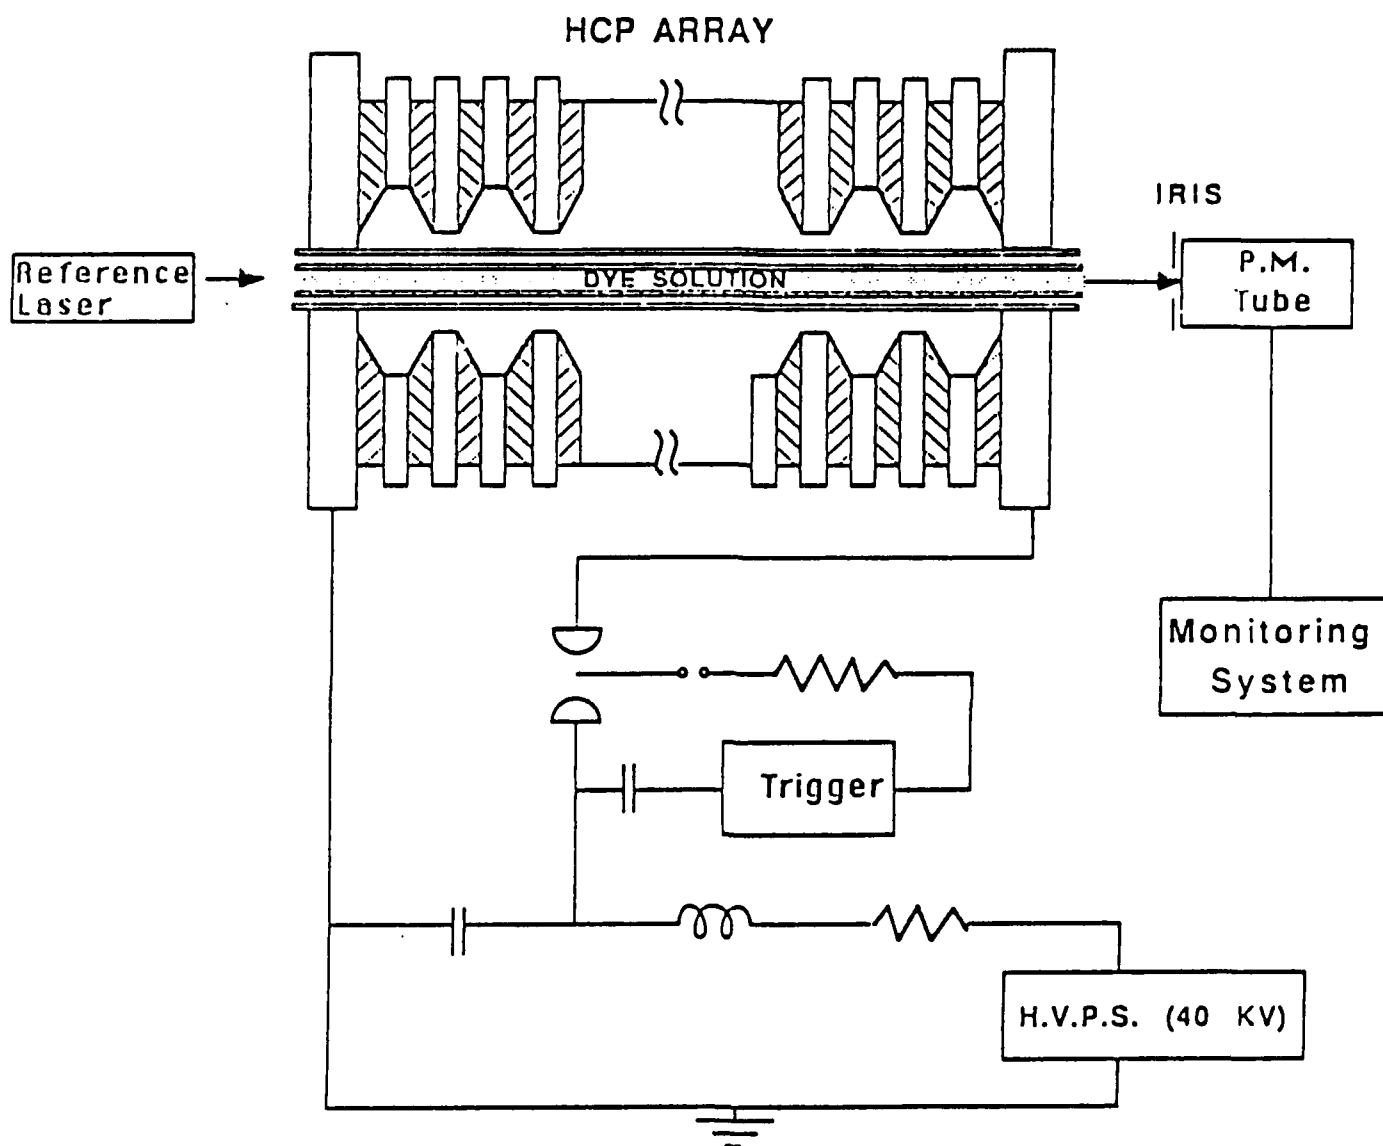 HCP ARRAY
IRIS
Reference
Laser
DYE SOLUTION
P.M.
Tube
Monitoring
System
Trigger
H.V.P.S. (40 KV)